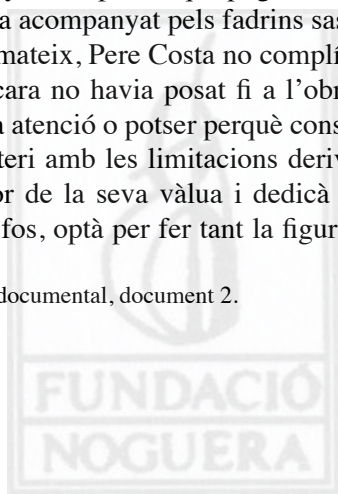 a acompanyat pels fadrins sas
mateix, Pere Costa no complí
cara no havia posat fi a l'obr
a atenció o potser perquè cons
teri amb les limitacions deriv
or de la seva vàlua i dedicà
fos, optà per fer tant la figur
documental, document 2.
FUNDACIÓ
NOGUERA